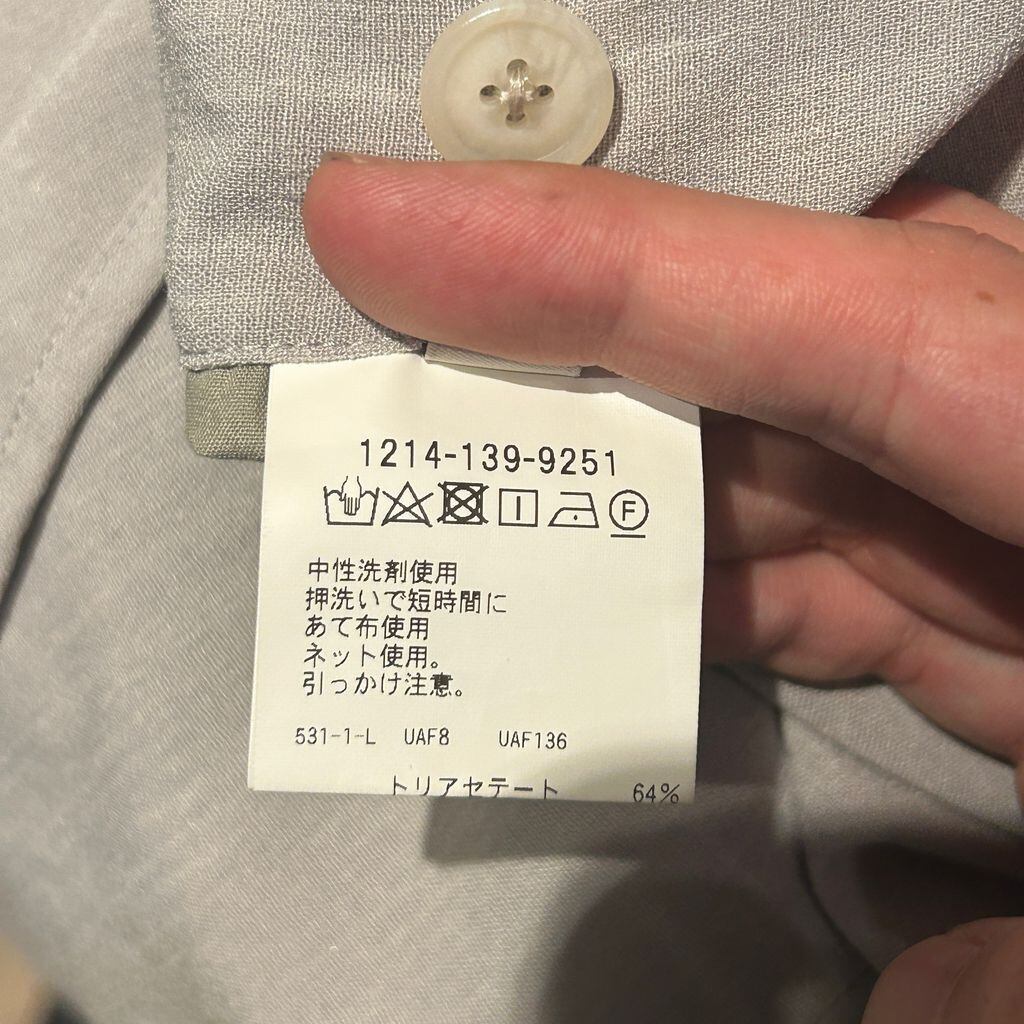 1214-139-9251
F
中性洗剤使用
押洗いで短時間に
あて布使用
ネット使用。
引っかけ注意。
531-1-L UAF8 UAF136
トリアセテート 64%